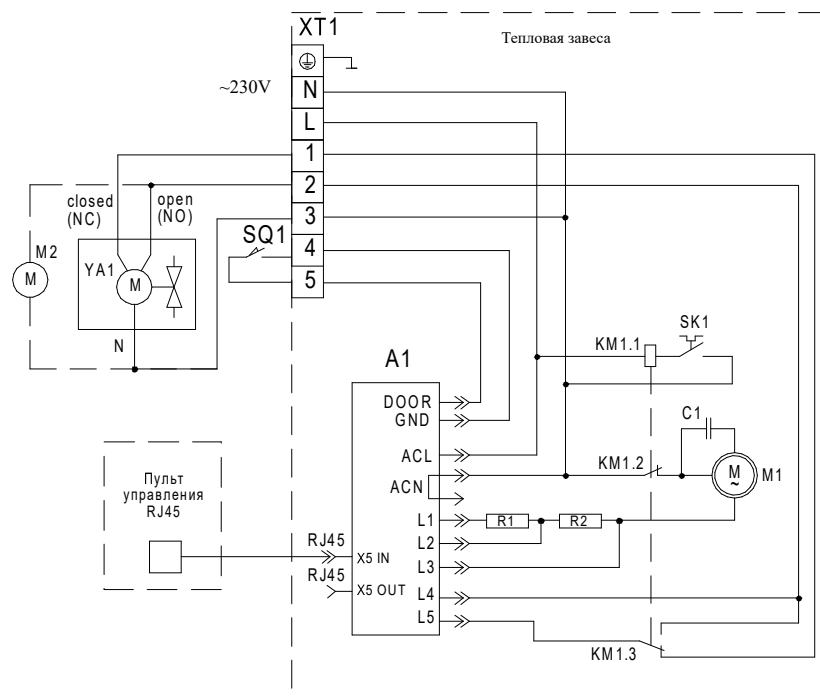 XT1
Тепловая завеса
~230V
N
L
1
closed
(NC)
open
(NO)
2
3
SQ1
4
M2
M
YA1
M
5
N
SK1
KM1.1
A1
DOOR
GND
C1
ACL
KM1.2
M
~
M1
ACN
Пульт
управления
RJ45
L1
R1
R2
RJ45
L2
X5 IN
L3
RJ45
X5 OUT
L4
L5
KM1.3